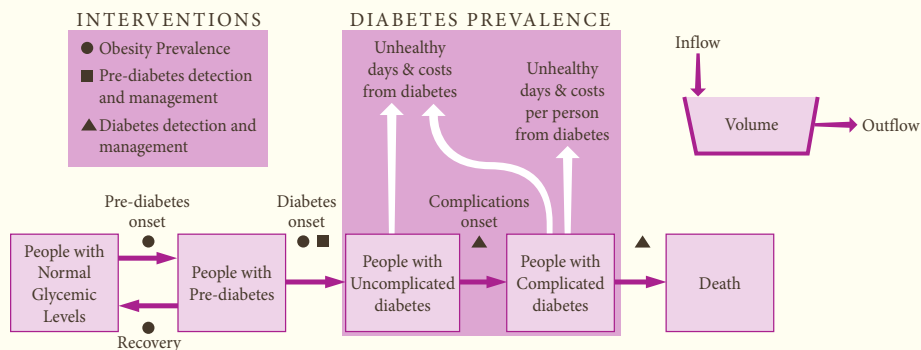 INTERVENTIONS
Obesity Prevalence
Pre-diabetes detection
and management
Diabetes detection and
management
DIABETES PREVALENCE
Unhealthy
days & costs
from diabetes
Unhealthy
days & costs
per person
from diabetes
Inflow
Volume
Outflow
Pre-diabetes
onset
Diabetes
onset
Complications
onset
People with
Normal
Glycemic
Levels
People with
Pre-diabetes
People with
Uncomplicated
diabetes
People with
Complicated
diabetes
Death
Recovery